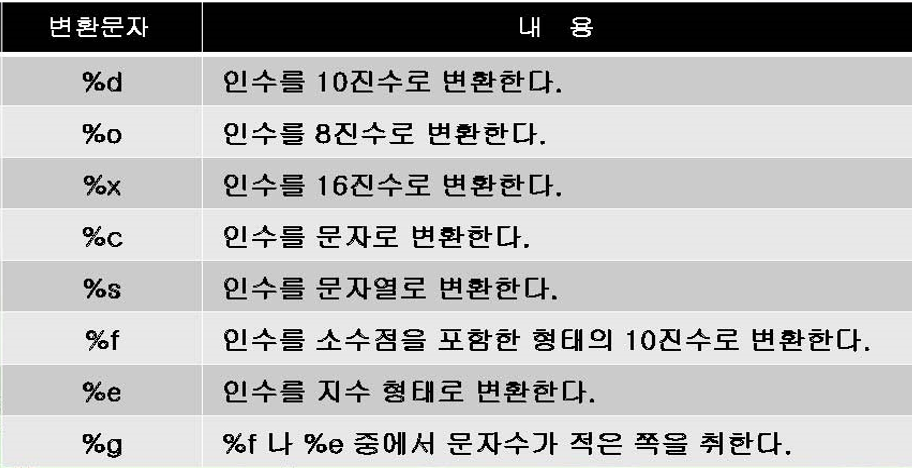 변환문자 내 용
%d 인수를 10진수로 변환한다.
%o 인수를 8진수로 변환한다.
%x 인수를 16진수로 변환한다.
%c 인수를 문자로 변환한다.
%s 인수를 문자열로 변환한다.
%f 인수를 소수점을 포함한 형태의 10진수로 변환한다.
%e 인수를 지수 형태로 변환한다.
%g %f 나 %e 중에서 문자수가 적은 쪽을 취한다.